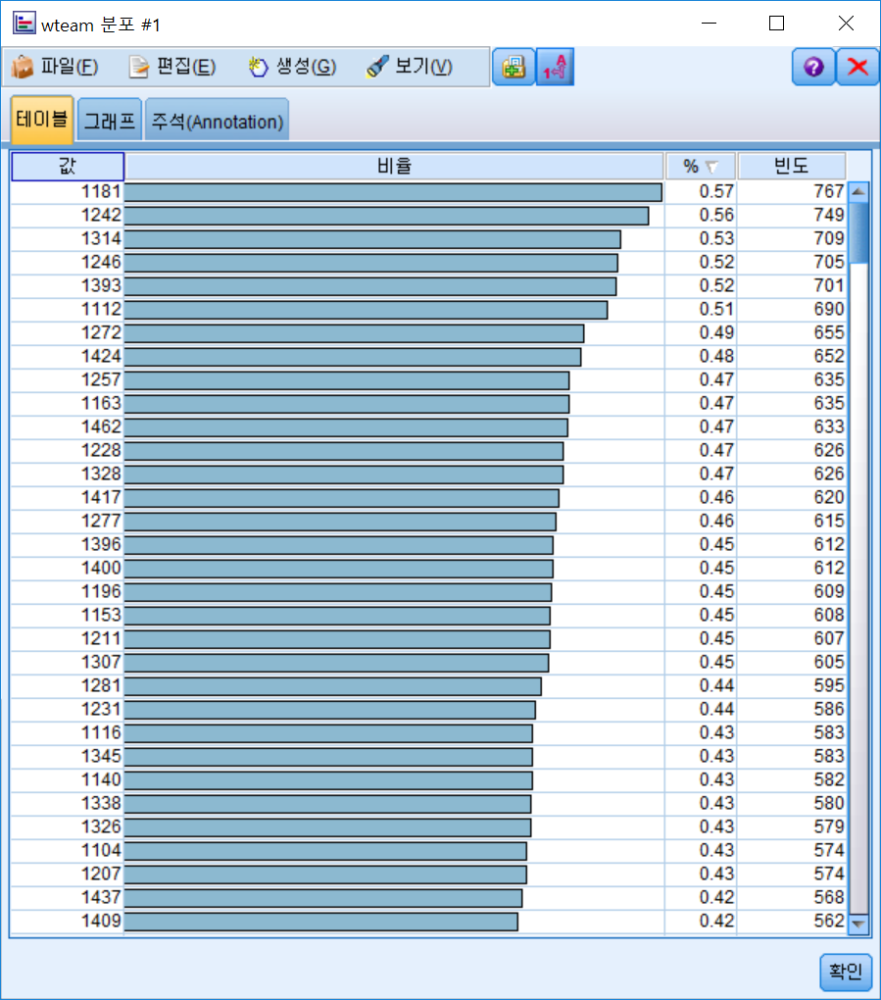 wteam 분포 #1
파일(F) 편집(E) 생성(G) 보기(V)
테이블 그래프 주석(Annotation)
값 비율 % 빈도
1181 0.57 767
1242 0.56 749
1314 0.53 709
1246 0.52 705
1393 0.52 701
1112 0.51 690
1272 0.49 655
1424 0.48 652
1257 0.47 635
1163 0.47 635
1462 0.47 633
1228 0.47 626
1328 0.47 626
1417 0.46 620
1277 0.46 615
1396 0.45 612
1400 0.45 612
1196 0.45 609
1153 0.45 608
1211 0.45 607
1307 0.45 605
1281 0.44 595
1231 0.44 586
1116 0.43 583
1345 0.43 583
1140 0.43 582
1338 0.43 580
1326 0.43 579
1104 0.43 574
1207 0.43 574
1437 0.42 568
1409 0.42 562
확인